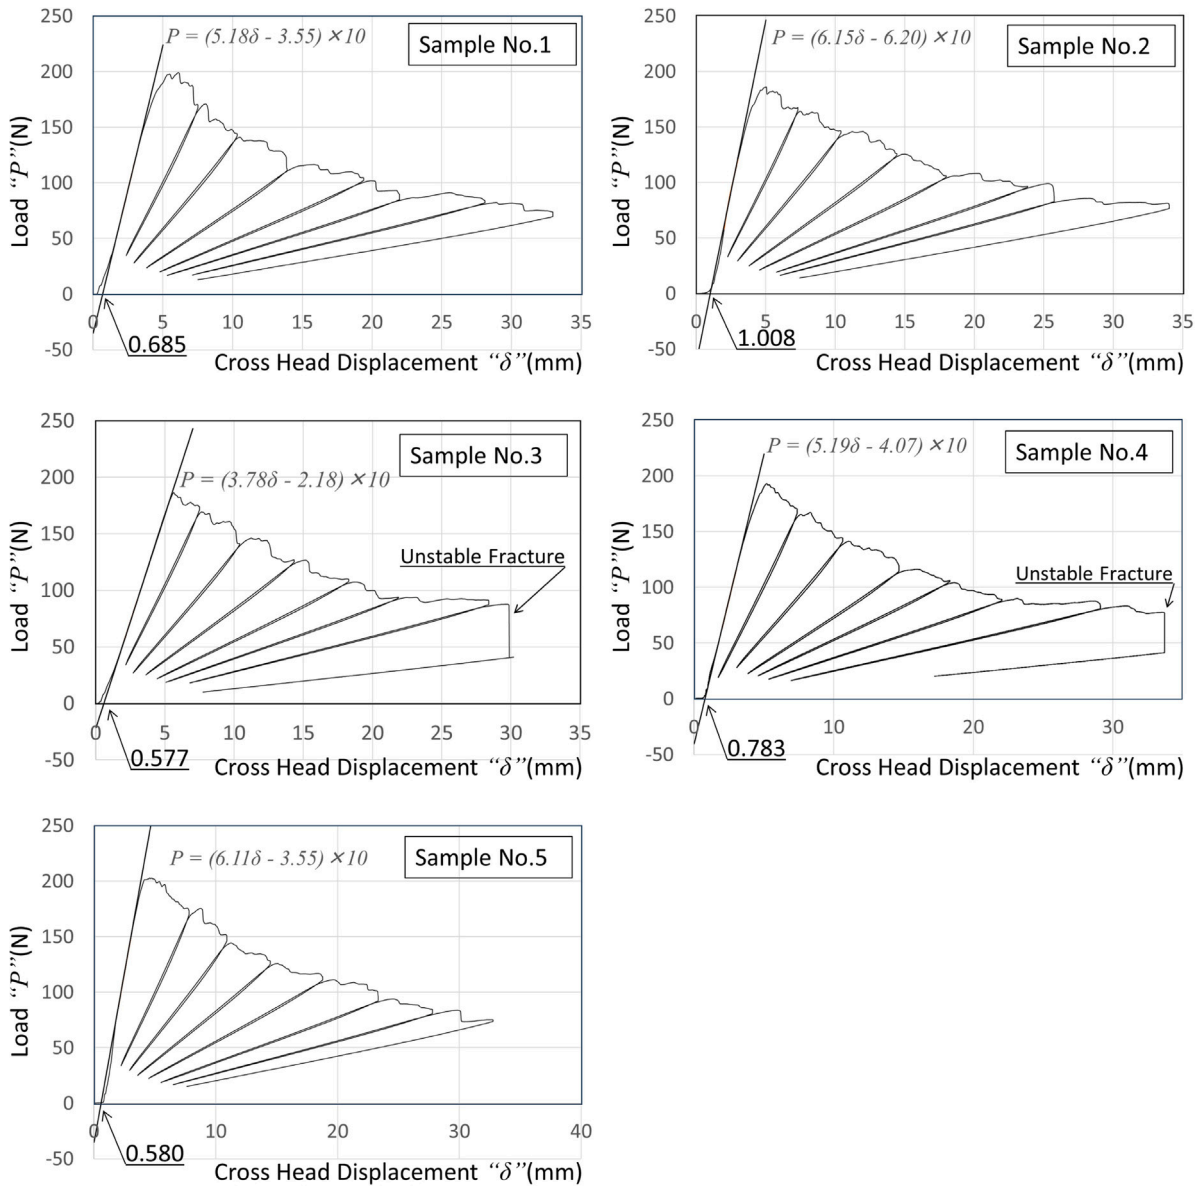 250
200
150
100
50
0
-50
Load “P”(N)
P = (5.18δ - 3.55) ×10
Sample No.1
0 5 10 15 20 25 30 35
0.685
Cross Head Displacement “δ”(mm)
250
200
150
100
50
0
-50
Load “P”(N)
P = (6.15δ - 6.20) ×10
Sample No.2
0 5 10 15 20 25 30 35
1.008
Cross Head Displacement “δ”(mm)
250
200
150
100
50
0
-50
Load “P”(N)
P = (3.78δ - 2.18) ×10
Sample No.3
Unstable Fracture
0 5 10 15 20 25 30 35
0.577
Cross Head Displacement “δ”(mm)
250
200
150
100
50
0
-50
Load “P”(N)
P = (5.19δ - 4.07) ×10
Sample No.4
Unstable Fracture
0 10 20 30
0.783
Cross Head Displacement “δ”(mm)
250
200
150
100
50
0
-50
Load “P”(N)
P = (6.11δ - 3.55) ×10
Sample No.5
0 10 20 30 40
0.580
Cross Head Displacement “δ”(mm)